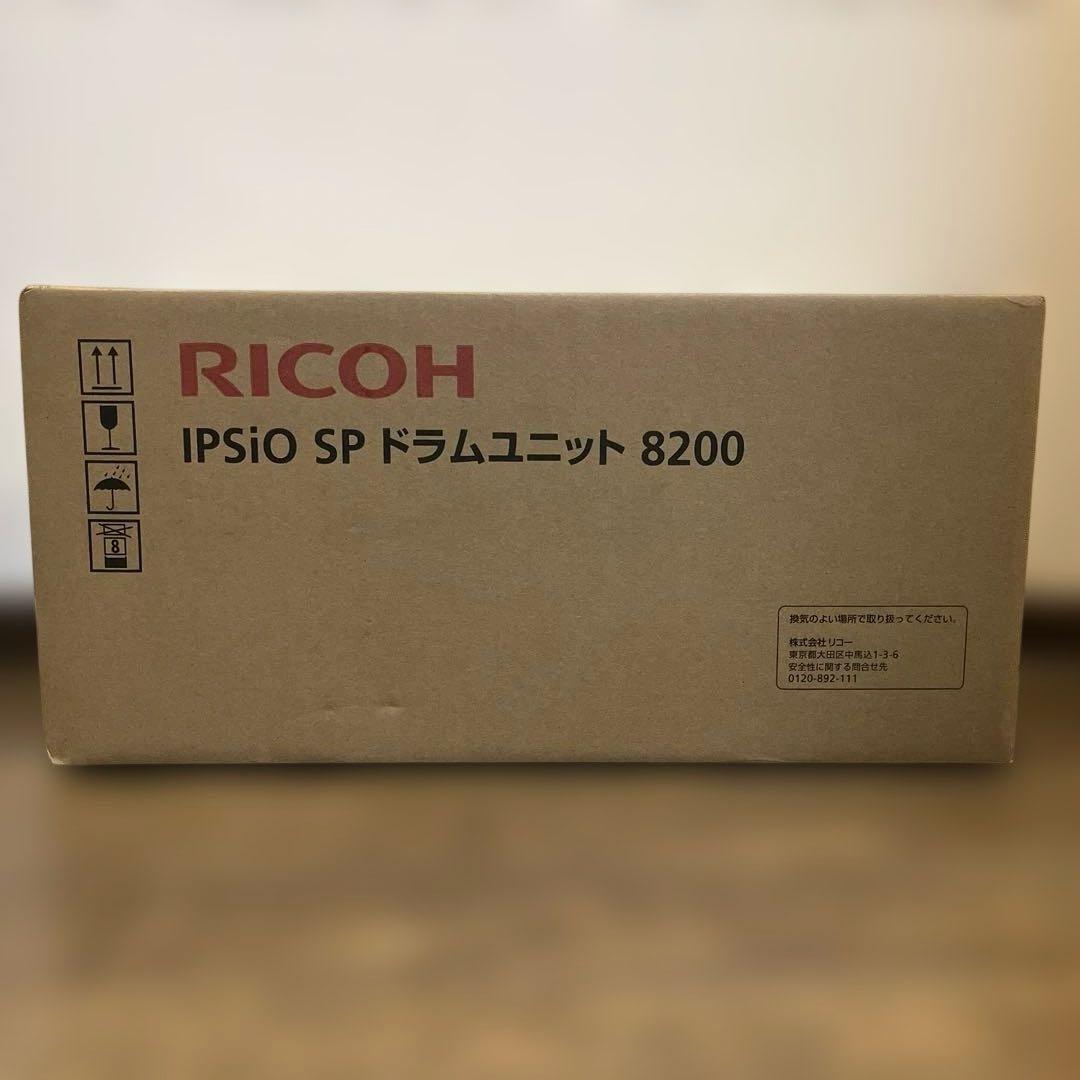 RICOH
IPSiO SP ドラムユニット 8200
8
換気のよい場所で取り扱ってください。
株式会社リコー
東京都大田区中馬込1-3-6
安全性に関する問合せ先
0120-892-111